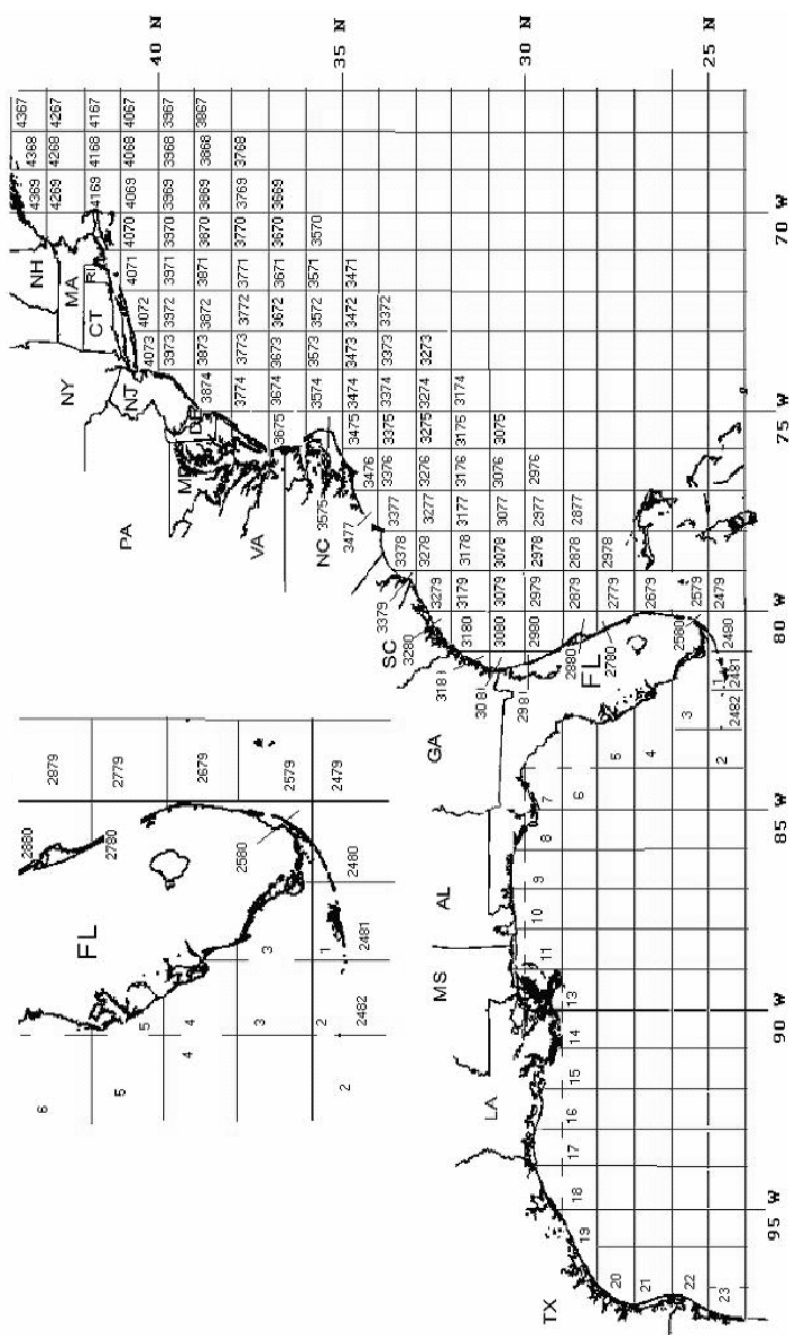 NH
MA
RI
CT
NY
NJ
PA
DE
MD
VA
NC
SC
GA
FL
AL
MS
LA
TX
4369 4368 4367
4269 4268 4267
4169 4168 4167
4073 4072 4071 4070 4069 4068 4067
3973 3972 3971 3970 3969 3968 3967
3874 3873 3872 3871 3870 3869 3868 3867
3774 3773 3772 3771 3770 3769 3768
3675 3674 3673 3672 3671 3670 3669
3575 3574 3573 3572 3571 3570
3477 3476 3475 3474 3473 3472 3471
3379 3378 3377 3376 3375 3374 3373 3372
3280 3279 3278 3277 3276 3275 3274 3273
3181 3180 3179 3178 3177 3176 3175 3174
3081 3080 3079 3078 3077 3076 3075
2981 2980 2979 2978 2977 2976
2880 2879 2878 2877
2780 2779 2978
2679
2580 2579
2482 2481 2480 2479
23 22 21 20 19 18 17 16 15 14 13 11 10 9 8 7 6 5 4 3 2 1
40 N
35 N
30 N
25 N
95 W 90 W 85 W 80 W 75 W 70 W
2880 2879
6
FL
2780 2779
5 5
2679
4 4
2580 2579
3 3
2 2 1
2482 2481 2480 2479